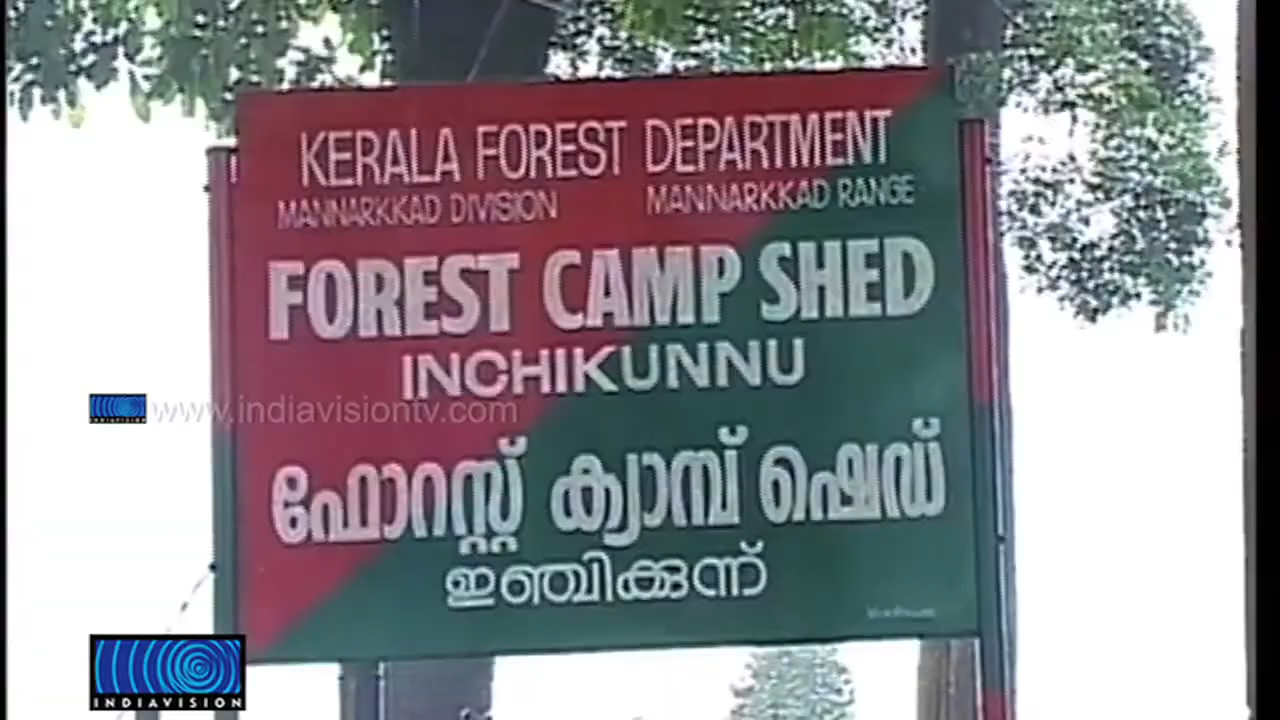 KERALA FOREST DEPARTMENT
MANNARKKAD DIVISION MANNARKKAD RANGE
FOREST CAMP SHED
INCHIKUNNU
www.indiavisiontv.com
ഫോറസ്റ്റ് ക്യാമ്പ് ഷെഡ്
ഇഞ്ചിക്കുന്ന്
INDIAVISION